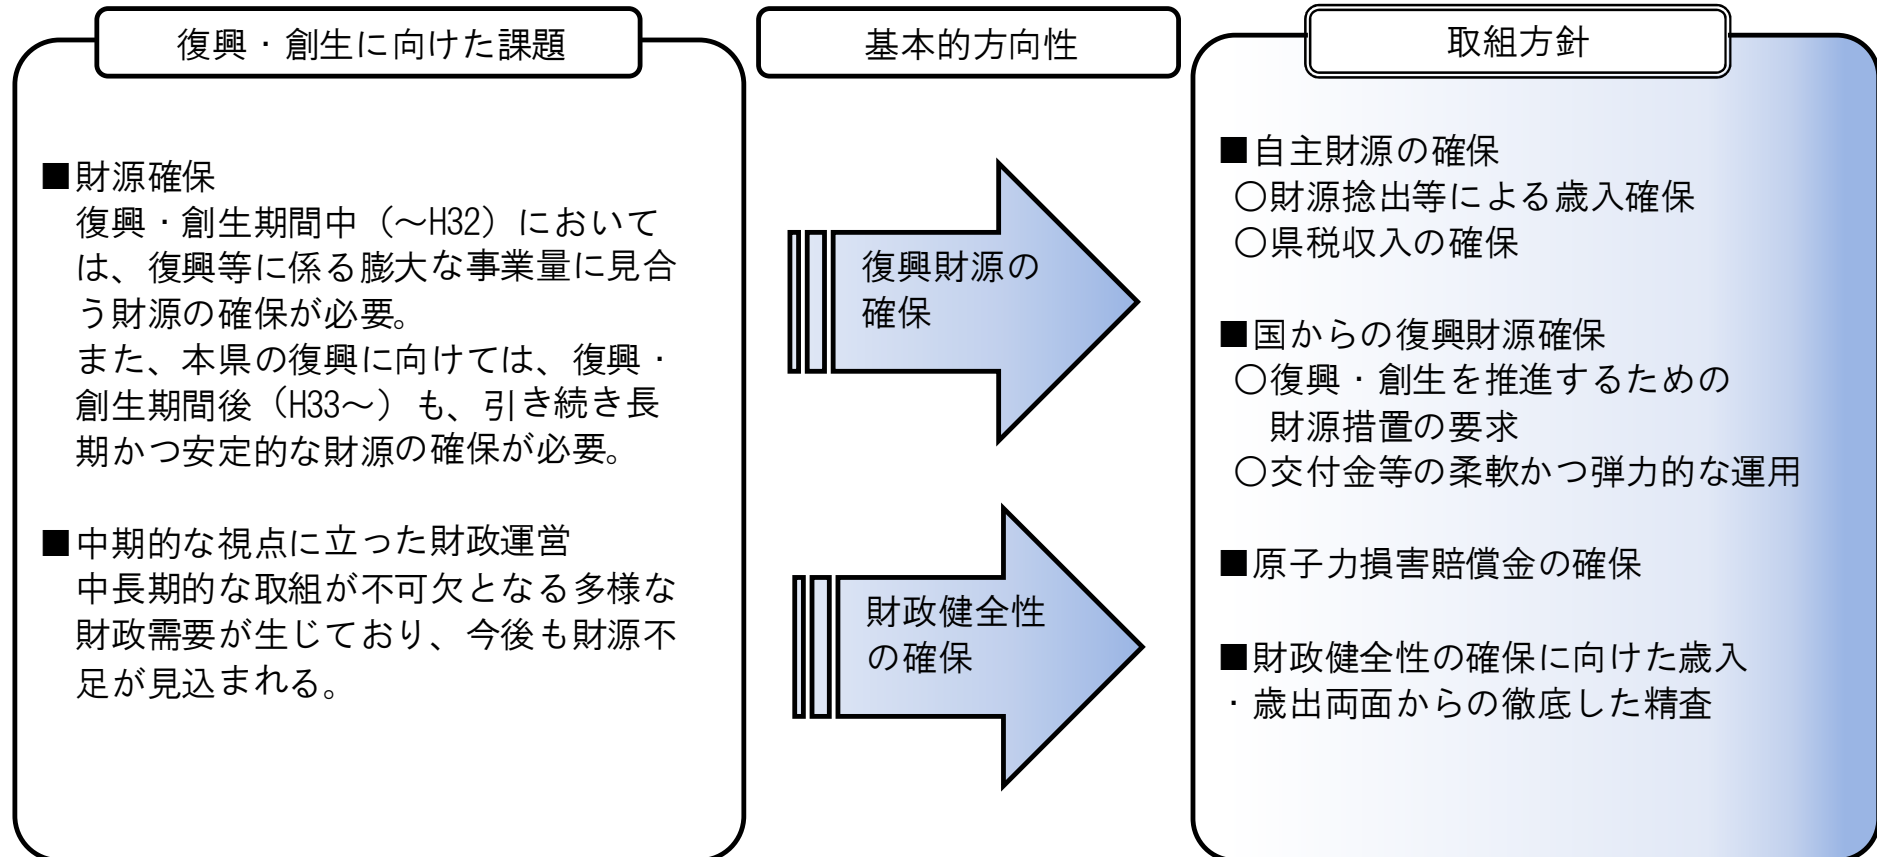 復興・創生に向けた課題
■財源確保
復興・創生期間中（～H32）において
は、復興等に係る膨大な事業量に見合
う財源の確保が必要。
また、本県の復興に向けては、復興・
創生期間後（H33～）も、引き続き長
期かつ安定的な財源の確保が必要。
■中期的な視点に立った財政運営
中長期的な取組が不可欠となる多様な
財政需要が生じており、今後も財源不
足が見込まれる。
基本的方向性
復興財源の
確保
財政健全性
の確保
取組方針
■自主財源の確保
○財源捻出等による歳入確保
○県税収入の確保
■国からの復興財源確保
○復興・創生を推進するための
財源措置の要求
○交付金等の柔軟かつ弾力的な運用
■原子力損害賠償金の確保
■財政健全性の確保に向けた歳入
・歳出両面からの徹底した精査